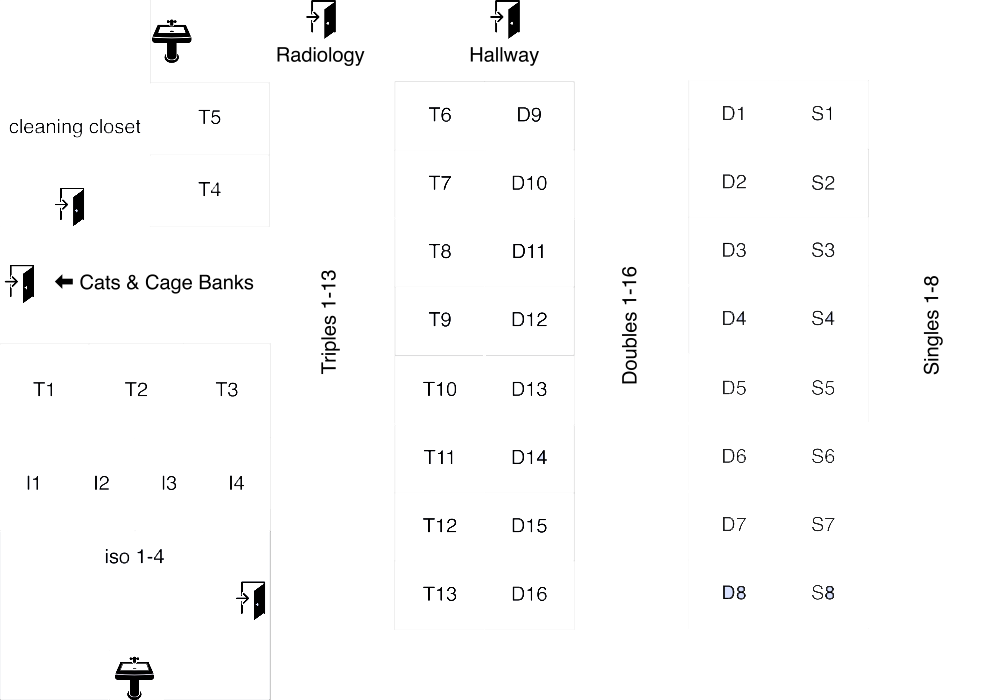 Radiology
Hallway
cleaning closet
T5
T4
← Cats & Cage Banks
T1 T2 T3
I1 I2 I3 I4
iso 1-4
Triples 1-13
T6 D9
T7 D10
T8 D11
T9 D12
T10 D13
T11 D14
T12 D15
T13 D16
Doubles 1-16
D1 S1
D2 S2
D3 S3
D4 S4
D5 S5
D6 S6
D7 S7
D8 S8
Singles 1-8